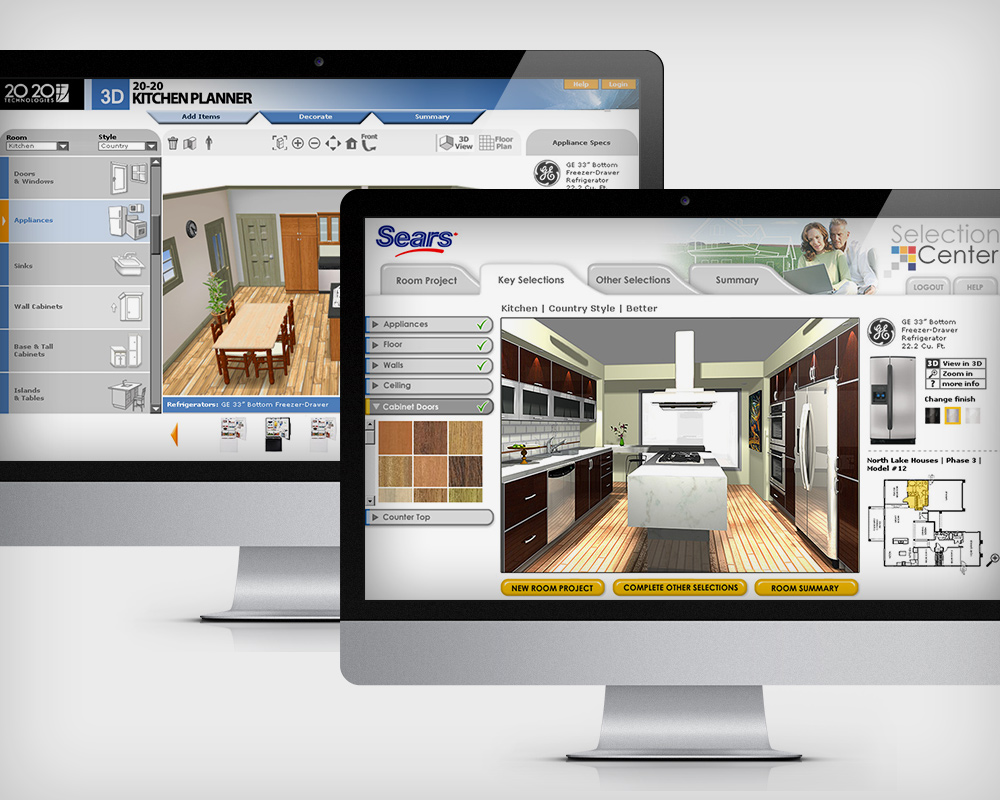 20 20
TECHNOLOGIES
3D
20-20
KITCHEN PLANNER
Help
Login
Add Items
Decorate
Summary
Room
Kitchen
Style
Country
Front
3D
View
Floor
Plan
Appliance Specs
Doors
& Windows
Appliances
Sinks
Wall Cabinets
Base & Tall
Cabinets
Islands
& Tables
GE 33" Bottom
Freezer-Drawer
Refrigerator
22.2 Cu. Ft.
Refrigerators: GE 33" Bottom Freezer-Drawer
Sears
Selection
Center
Room Project
Key Selections
Other Selections
Summary
LOGOUT
HELP
Kitchen | Country Style | Better
Appliances
Floor
Walls
Ceiling
Cabinet Doors
Counter Top
GE 33" Bottom
Freezer-Drawer
Refrigerator
22.2 Cu. Ft.
3D View in 3D
Zoom in
? more info
Change finish
North Lake Houses | Phase 3 |
Model #12
NEW ROOM PROJECT
COMPLETE OTHER SELECTIONS
ROOM SUMMARY